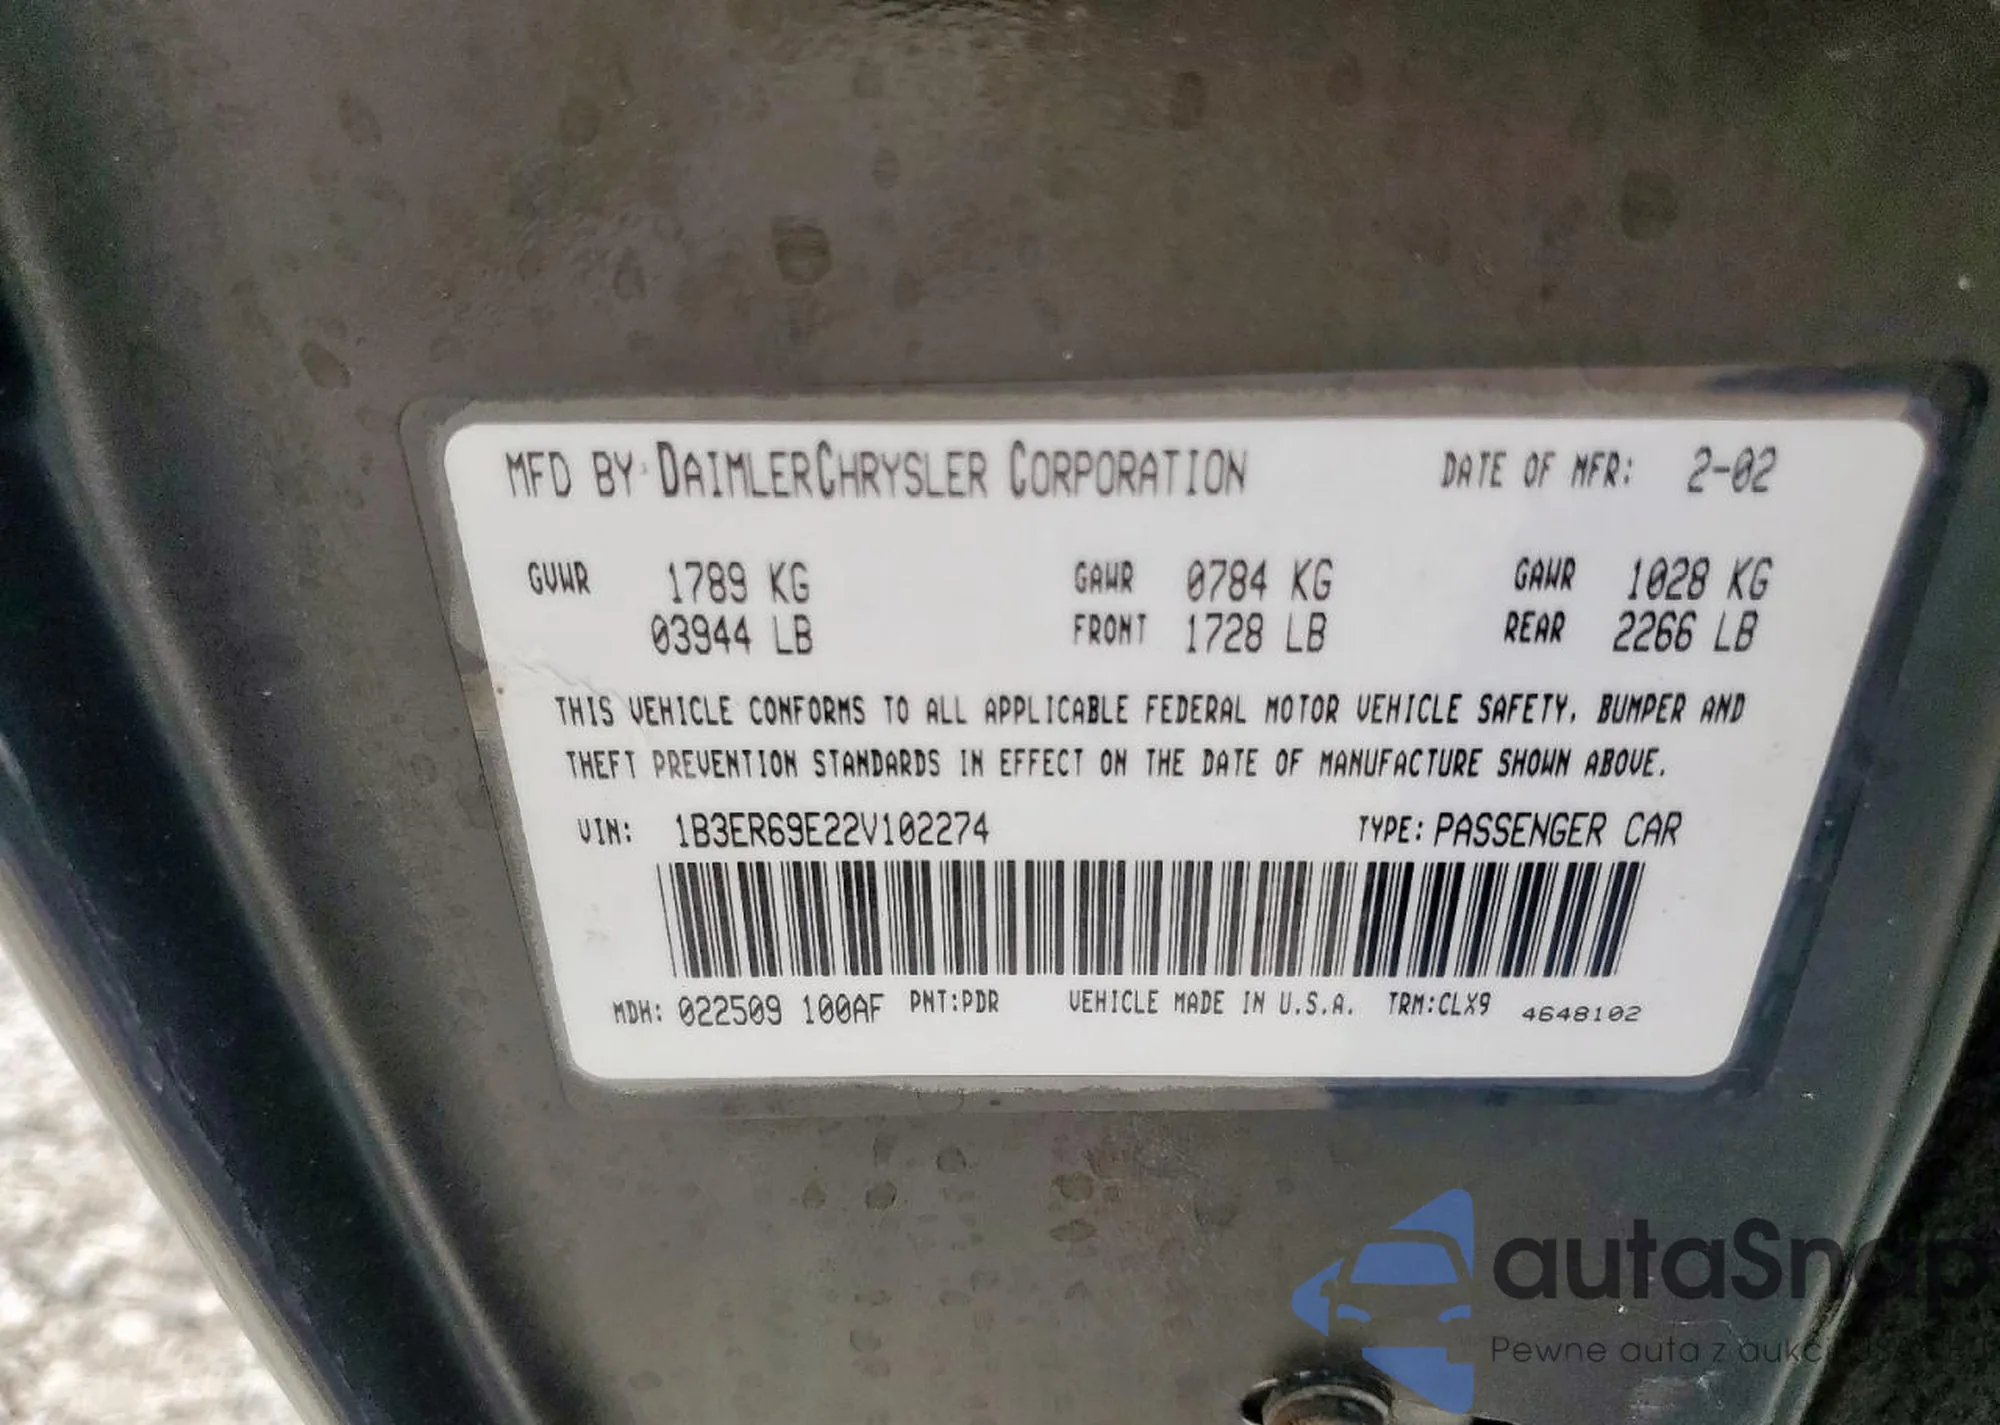 MFD BY DAIMLERCHRYSLER CORPORATION DATE OF MFR: 2-02
GVWR 1789 KG GAWR 0784 KG GAWR 1028 KG
03944 LB FRONT 1728 LB REAR 2266 LB
THIS VEHICLE CONFORMS TO ALL APPLICABLE FEDERAL MOTOR VEHICLE SAFETY, BUMPER AND
THEFT PREVENTION STANDARDS IN EFFECT ON THE DATE OF MANUFACTURE SHOWN ABOVE.
VIN: 1B3ER69E22V102274 TYPE: PASSENGER CAR
MDH: 022509 100AF PNT:PDR VEHICLE MADE IN U.S.A. TRM:CLX9 4648102
autaSnap
Pewne auta z